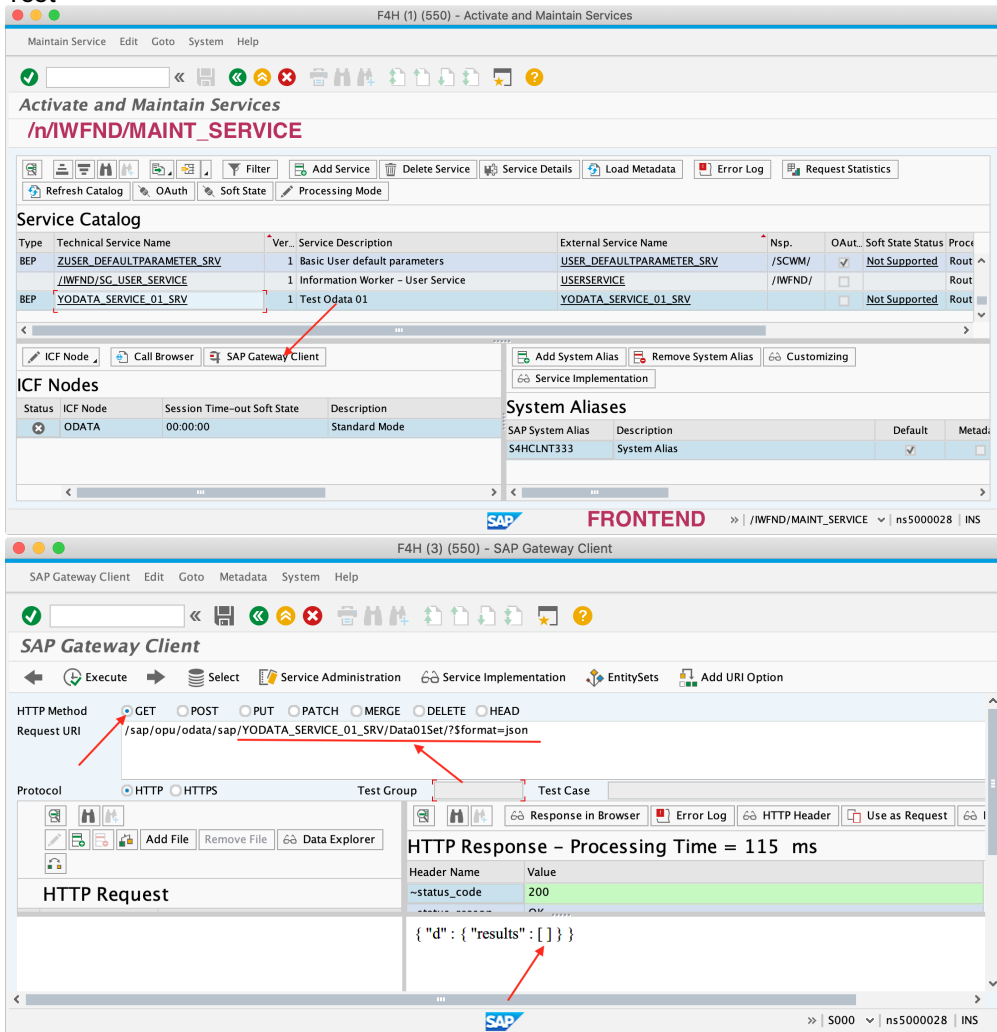 F4H (1) (550) - Activate and Maintain Services
Maintain Service Edit Goto System Help
Activate and Maintain Services
/n/IWFND/MAINT_SERVICE
Filter Add Service Delete Service Service Details Load Metadata Error Log Request Statistics
Refresh Catalog OAuth Soft State Processing Mode
Service Catalog
Type Technical Service Name Ver... Service Description External Service Name Nsp. OAut... Soft State Status Proce
BEP ZUSER_DEFAULTPARAMETER_SRV 1 Basic User default parameters USER_DEFAULTPARAMETER_SRV /SCWM/ Not Supported Rout
/IWFND/SG_USER_SERVICE 1 Information Worker – User Service USERSERVICE /IWFND/ Rout
BEP YODATA_SERVICE_01_SRV 1 Test Odata 01 YODATA_SERVICE_01_SRV Not Supported Rout
ICF Node Call Browser SAP Gateway Client Add System Alias Remove System Alias Customizing
Service Implementation
ICF Nodes
System Aliases
Status ICF Node Session Time-out Soft State Description
ODATA 00:00:00 Standard Mode
SAP System Alias Description Default Metada
S4HCLNT333 System Alias
SAP FRONTEND » /IWFND/MAINT_SERVICE ns5000028 INS
F4H (3) (550) - SAP Gateway Client
SAP Gateway Client Edit Goto Metadata System Help
SAP Gateway Client
Execute Select Service Administration Service Implementation EntitySets Add URI Option
HTTP Method GET POST PUT PATCH MERGE DELETE HEAD
Request URI /sap/opu/odata/sap/YODATA_SERVICE_01_SRV/Data01Set/?$format=json
Protocol HTTP HTTPS Test Group Test Case
Response in Browser Error Log HTTP Header Use as Request
Add File Remove File Data Explorer
HTTP Response – Processing Time = 115 ms
Header Name Value
HTTP Request
~status_code 200
{ "d" : { "results" : [ ] } }
SAP » S000 ns5000028 INS